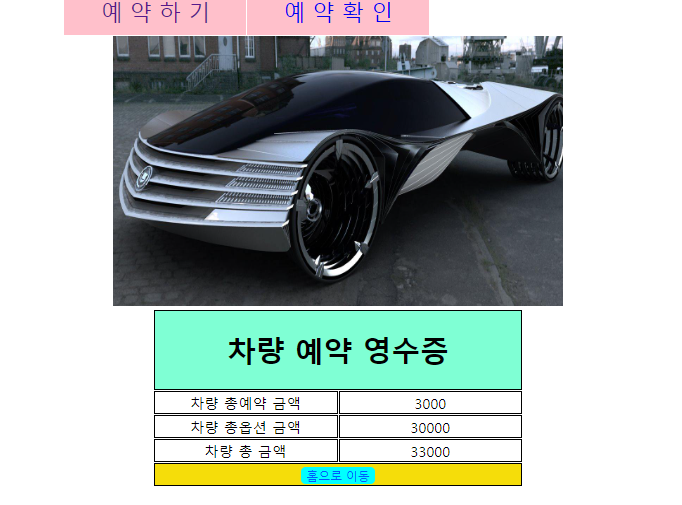 예 약 하 기
예 약 확 인
차량 예약 영수증
차량 총예약 금액 3000
차량 총옵션 금액 30000
차량 총 금액 33000
홈으로 이동